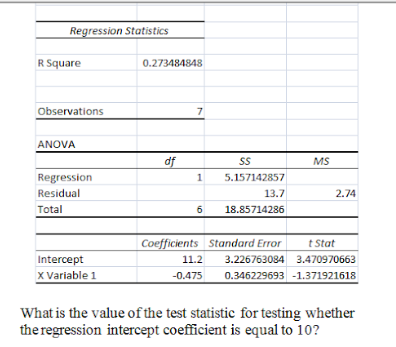 Regression Statistics
R Square 0.273484848
Observations 7
ANOVA
df SS MS
Regression 1 5.157142857
Residual 13.7 2.74
Total 6 18.85714286
Coefficients Standard Error t Stat
Intercept 11.2 3.226763084 3.470970663
X Variable 1 -0.475 0.346229693 -1.371921618
What is the value of the test statistic for testing whether
the regression intercept coefficient is equal to 10?